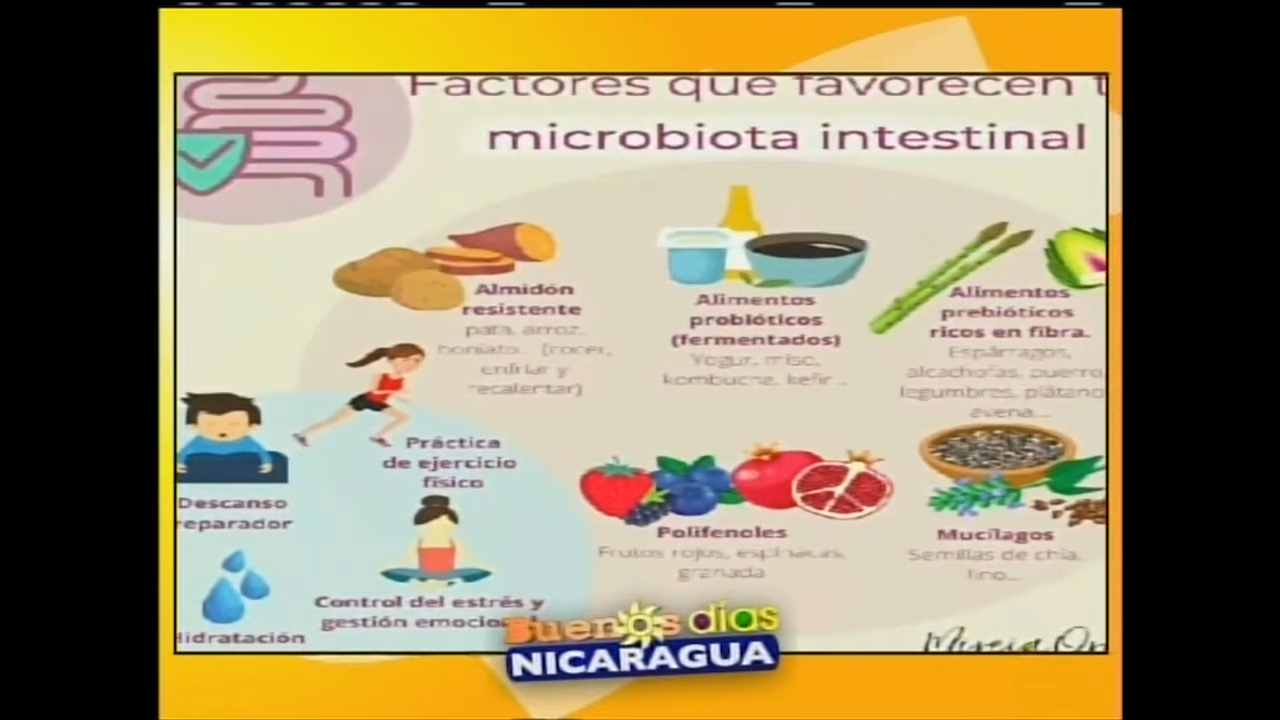 Factores que favorecen t
microbiota intestinal
Almidón
resistente
pata, arroz,
boniato... (cocer,
enfriar y
recalentar)
Alimentos
probióticos
(fermentados)
Yogur, miso,
kombucha, kefir...
Alimentos
prebióticos
ricos en fibra.
Espárragos,
alcachofas, puerro,
legumbres, plátano
avena...
Práctica
de ejercicio
físico
Descanso
reparador
Polifenoles
Frutos rojos, espinacas,
granada
Mucílagos
Semillas de chía,
lino...
Control del estrés y
gestión
Hidratación
Buenos días
NICARAGUA